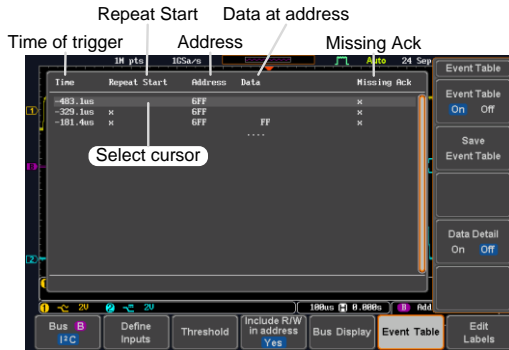 Repeat Start Data at address
Time of trigger Address Missing Ack
1M pts 1GSa/s Auto 24 Sep
Event Table
Time Repeat Start Address Data Missing Ack
-483.1us 6FF x
-329.1us x 6FF x
-181.4us x 6FF FF x
----
Select cursor
Event Table
On Off
Save
Event Table
Data Detail
On Off
1 2V 2 2V 100us 0.000s B Add
Bus B
I²C
Define
Inputs
Threshold
Include R/W
in address
Yes
Bus Display
Event Table
Edit
Labels